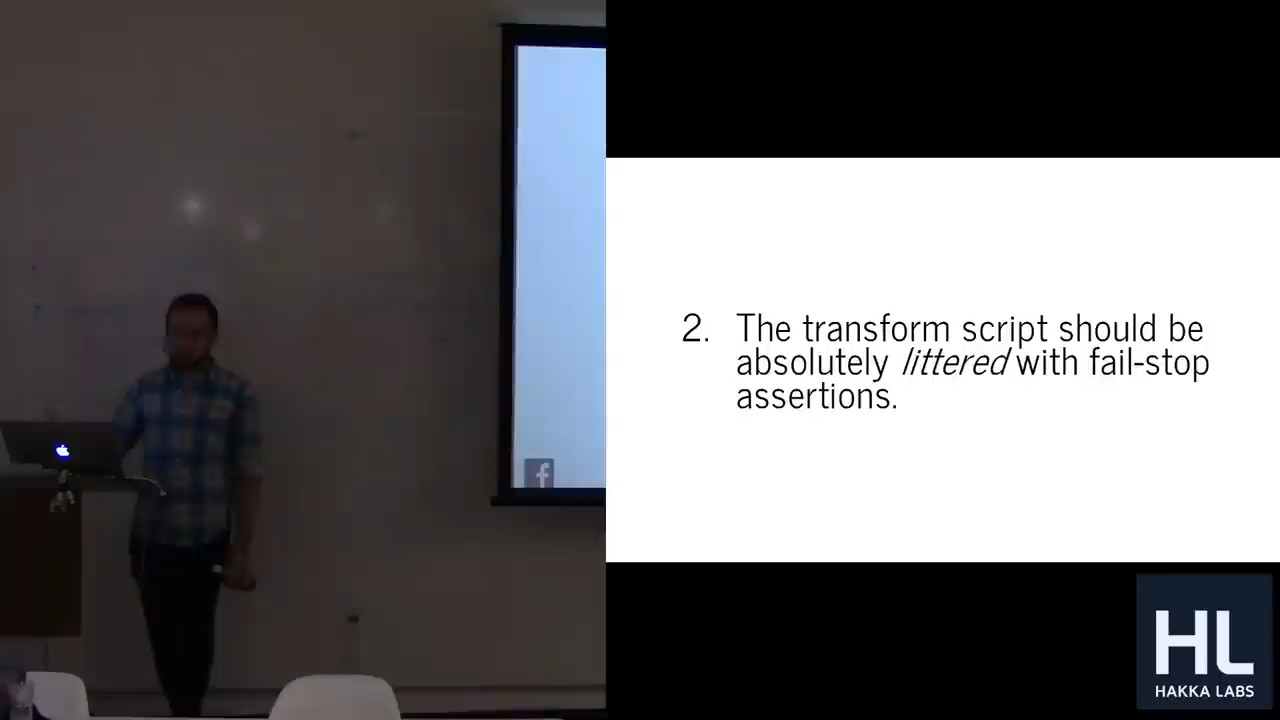 2. The transform script should be
absolutely littered with fail-stop
assertions.
f
HL
HAKKA LABS